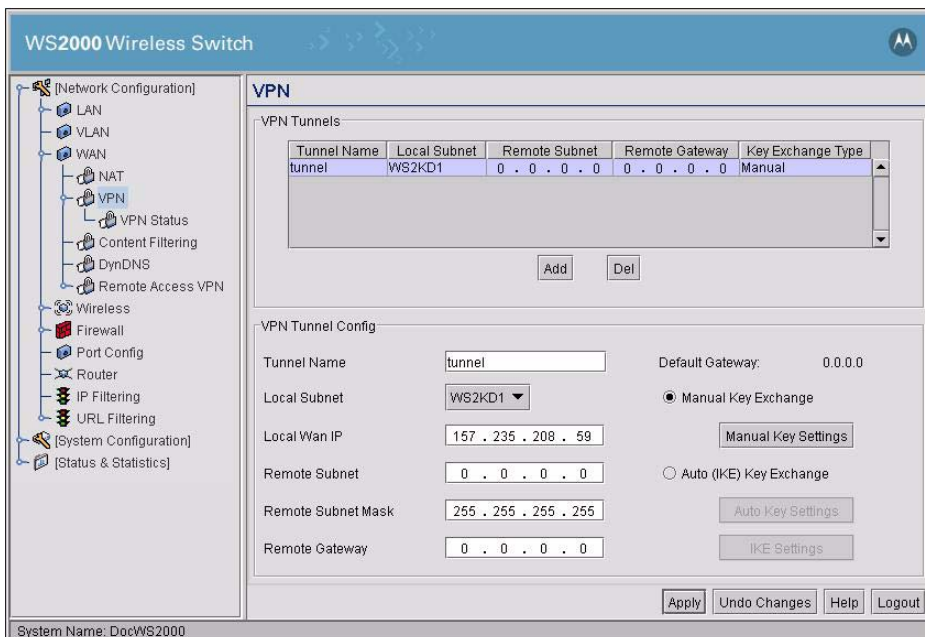 WS2000 Wireless Switch
[Network Configuration]
LAN
VLAN
WAN
NAT
VPN
VPN Status
Content Filtering
DynDNS
Remote Access VPN
Wireless
Firewall
Port Config
Router
IP Filtering
URL Filtering
[System Configuration]
[Status & Statistics]
VPN
VPN Tunnels
Tunnel Name Local Subnet Remote Subnet Remote Gateway Key Exchange Type
tunnel WS2KD1 0 . 0 . 0 . 0 0 . 0 . 0 . 0 Manual
Add Del
VPN Tunnel Config
Tunnel Name tunnel Default Gateway: 0.0.0.0
Local Subnet WS2KD1 Manual Key Exchange
Local Wan IP 157 . 235 . 208 . 59 Manual Key Settings
Remote Subnet 0 . 0 . 0 . 0 Auto (IKE) Key Exchange
Remote Subnet Mask 255 . 255 . 255 . 255 Auto Key Settings
Remote Gateway 0 . 0 . 0 . 0 IKE Settings
Apply Undo Changes Help Logout
System Name: DocWS2000